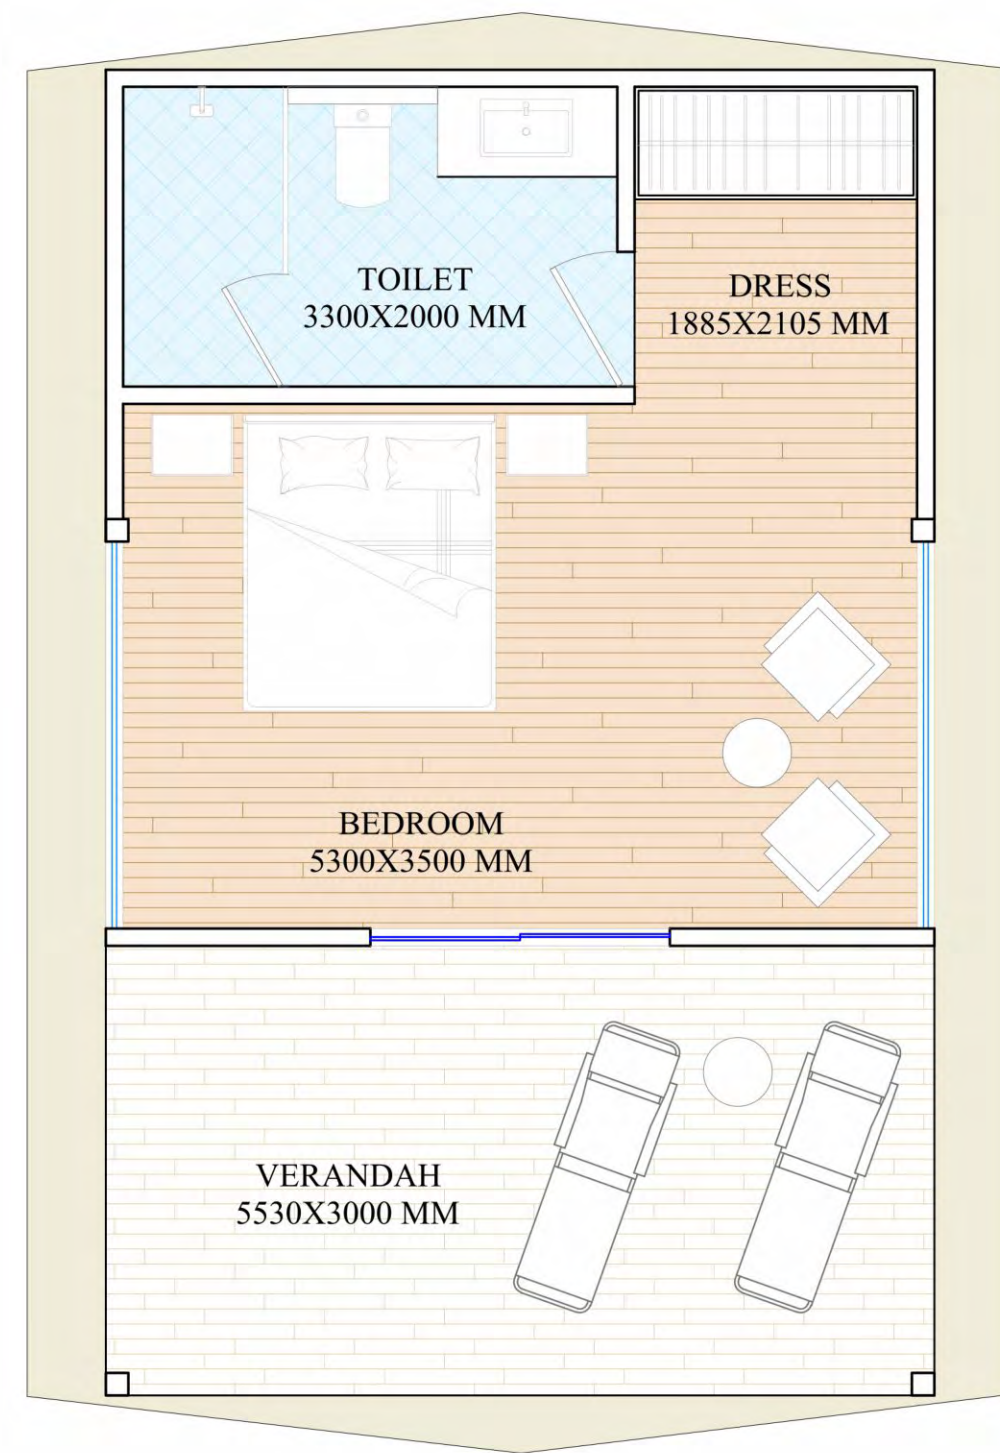 TOILET
3300X2000 MM
DRESS
1885X2105 MM
BEDROOM
5300X3500 MM
VERANDAH
5530X3000 MM